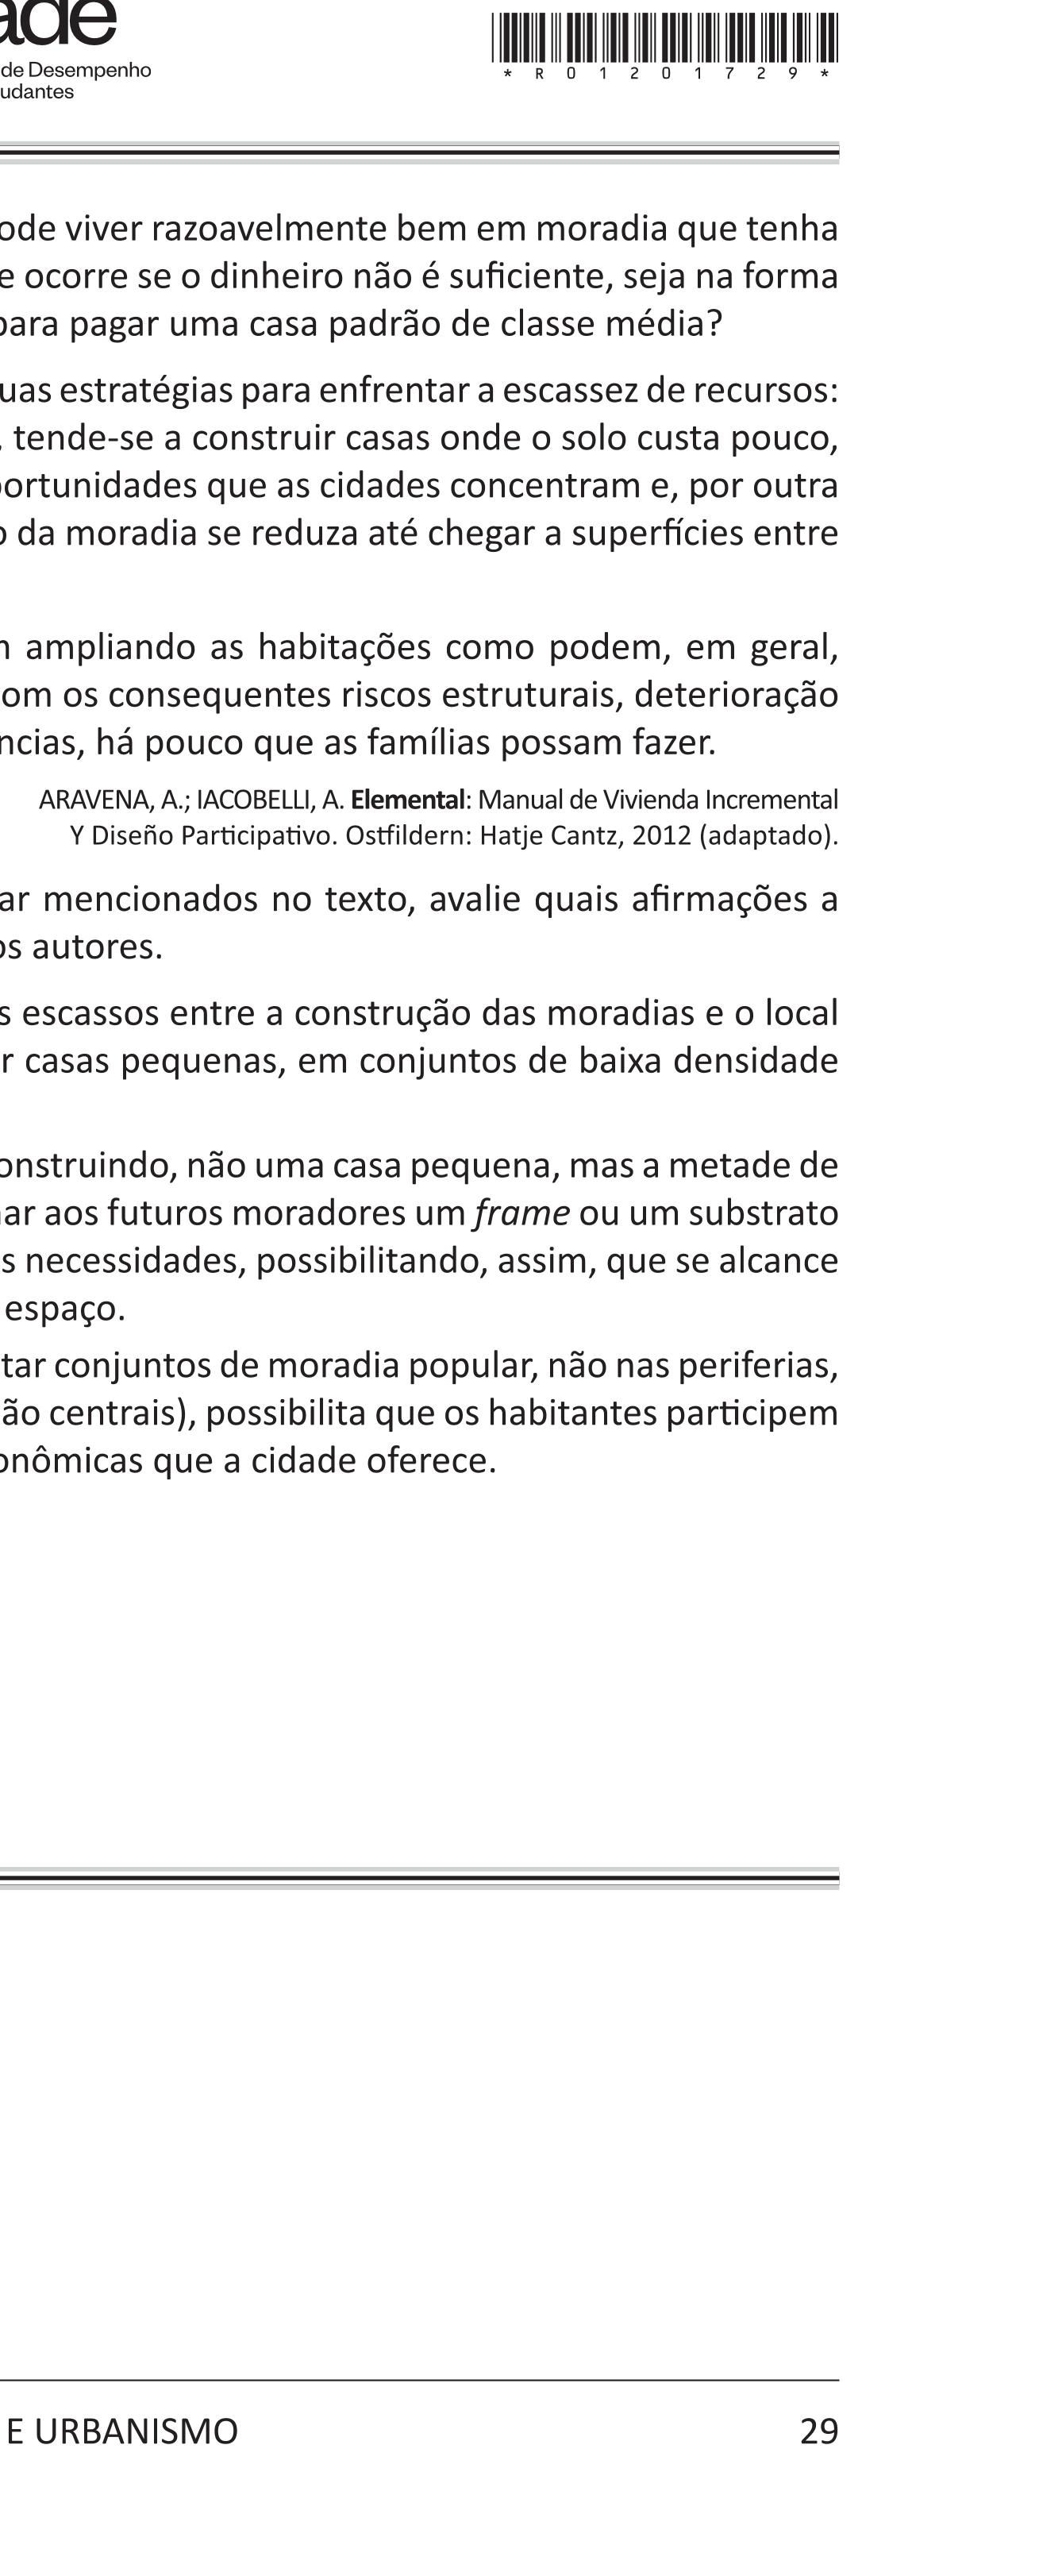 ade
de Desempenho
udantes
* R 0 1 2 0 1 7 2 9 *
ode viver razoavelmente bem em moradia que tenha
e ocorre se o dinheiro não é suficiente, seja na forma
para pagar uma casa padrão de classe média?
uas estratégias para enfrentar a escassez de recursos:
, tende-se a construir casas onde o solo custa pouco,
portunidades que as cidades concentram e, por outra
o da moradia se reduza até chegar a superfícies entre
m ampliando as habitações como podem, em geral,
om os consequentes riscos estruturais, deterioração
ncias, há pouco que as famílias possam fazer.
ARAVENA, A.; IACOBELLI, A. Elemental: Manual de Vivienda Incremental
Y Diseño Participativo. Ostfildern: Hatje Cantz, 2012 (adaptado).
ar mencionados no texto, avalie quais afirmações a
os autores.
s escassos entre a construção das moradias e o local
r casas pequenas, em conjuntos de baixa densidade
onstruindo, não uma casa pequena, mas a metade de
nar aos futuros moradores um frame ou um substrato
s necessidades, possibilitando, assim, que se alcance
espaço.
tar conjuntos de moradia popular, não nas periferias,
ão centrais), possibilita que os habitantes participem
onômicas que a cidade oferece.
E URBANISMO
29